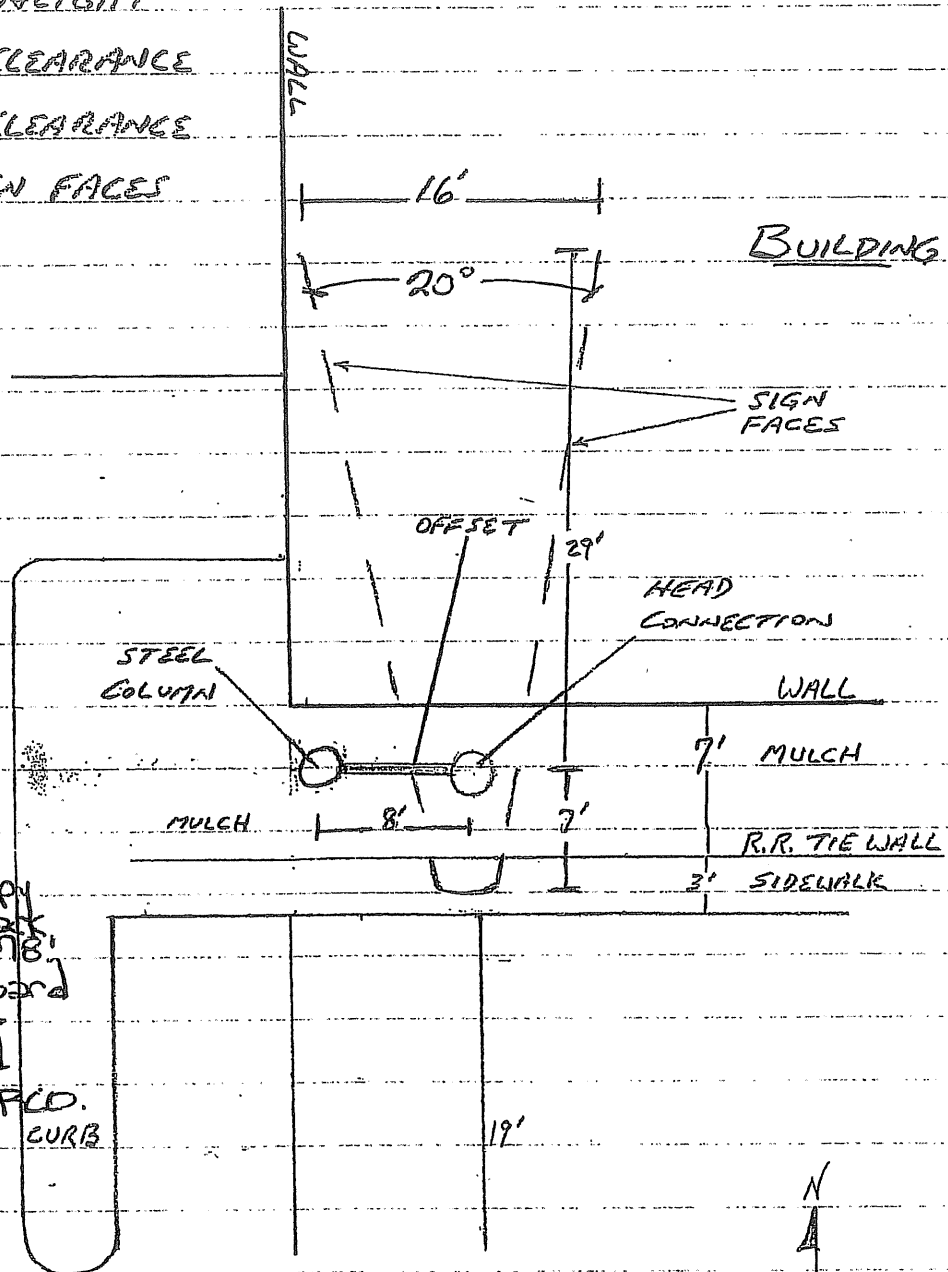 CLEARANCE
WALL
CLEARANCE
FACES
16'
BUILDING
20°
SIGN
FACES
OFFSET
29'
HEAD
CONNECTION
STEEL
COLUMN
WALL
7' MULCH
MULCH
8'
7'
R.R. TIE WALL
3' SIDEWALK
8'
CURB
19'
N